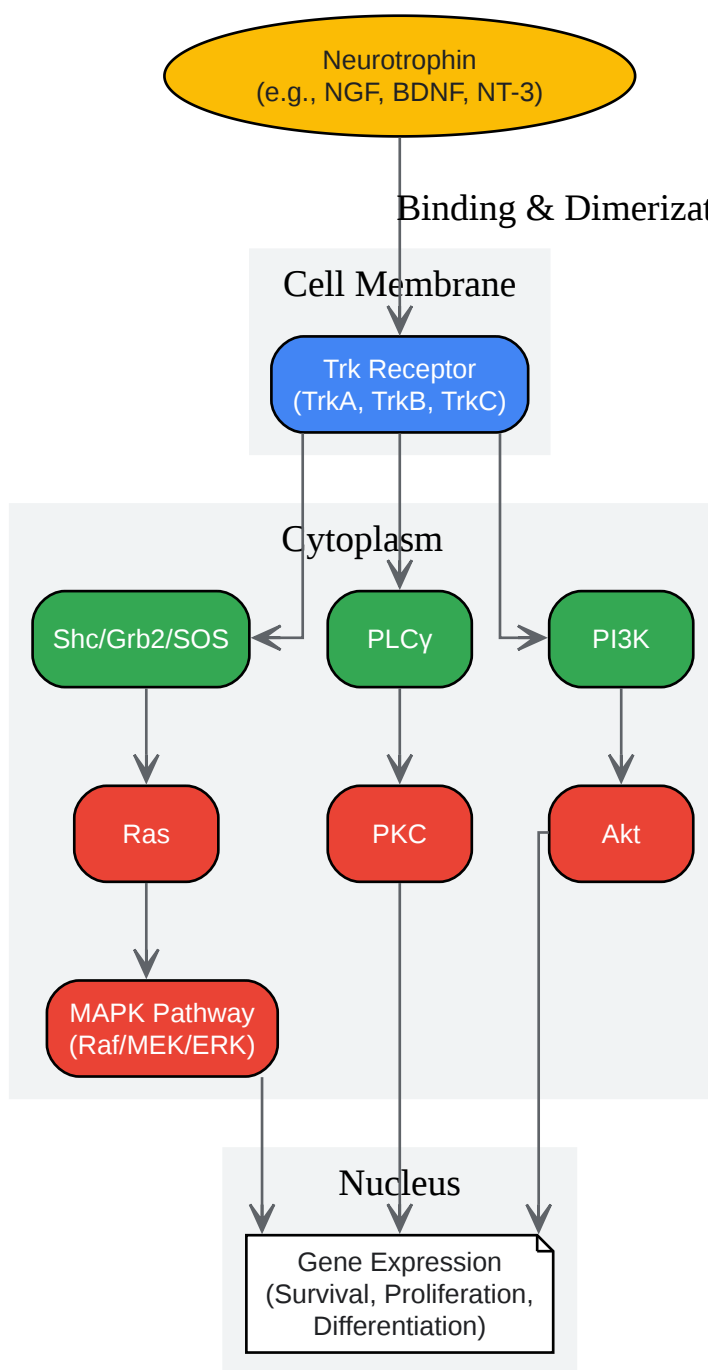 Neurotrophin
(e.g., NGF, BDNF, NT-3)
Binding & Dimerizat
Cell Membrane
Trk Receptor
(TrkA, TrkB, TrkC)
Cytoplasm
Shc/Grb2/SOS
PLCγ
PI3K
Ras
PKC
Akt
MAPK Pathway
(Raf/MEK/ERK)
Nucleus
Gene Expression
(Survival, Proliferation,
Differentiation)